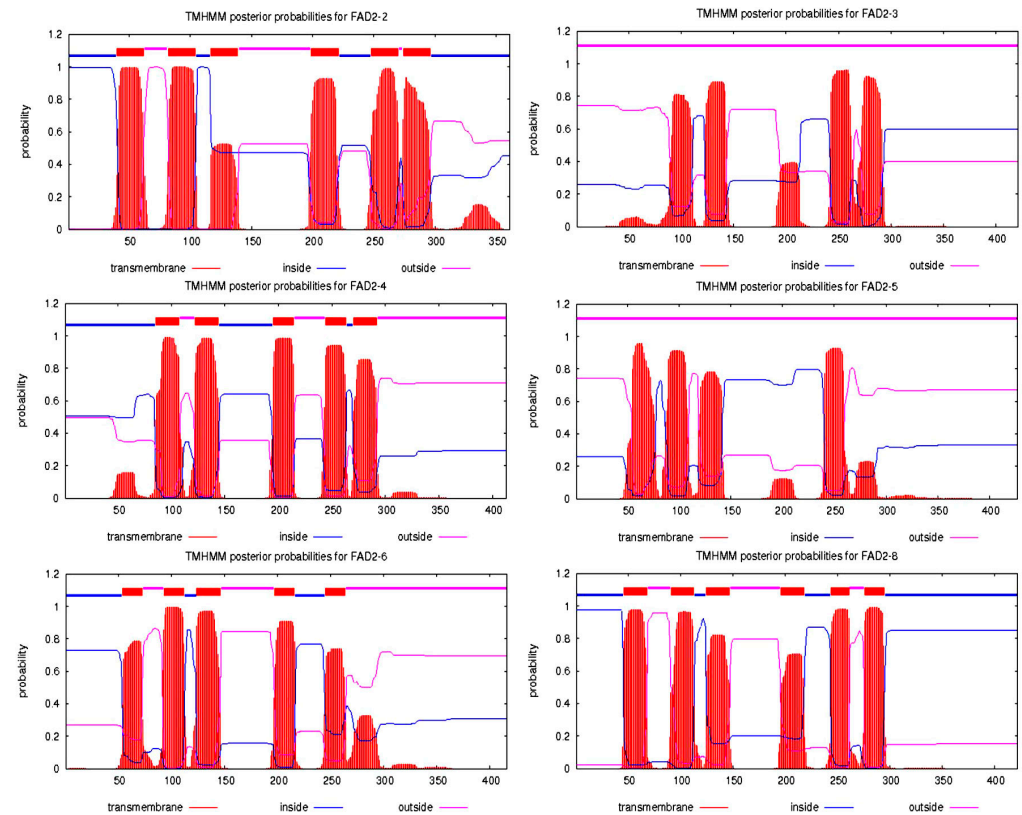 TMHMM posterior probabilities for FAD2-2
1.2
1
0.8
0.6
0.4
0.2
0
probability
50 100 150 200 250 300 350
transmembrane inside outside
TMHMM posterior probabilities for FAD2-3
1.2
1
0.8
0.6
0.4
0.2
0
probability
50 100 150 200 250 300 350 400
transmembrane inside outside
TMHMM posterior probabilities for FAD2-4
1.2
1
0.8
0.6
0.4
0.2
0
probability
50 100 150 200 250 300 350 400
transmembrane inside outside
TMHMM posterior probabilities for FAD2-5
1.2
1
0.8
0.6
0.4
0.2
0
probability
50 100 150 200 250 300 350 400
transmembrane inside outside
TMHMM posterior probabilities for FAD2-6
1.2
1
0.8
0.6
0.4
0.2
0
probability
50 100 150 200 250 300 350 400
transmembrane inside outside
TMHMM posterior probabilities for FAD2-8
1.2
1
0.8
0.6
0.4
0.2
0
probability
50 100 150 200 250 300 350 400
transmembrane inside outside